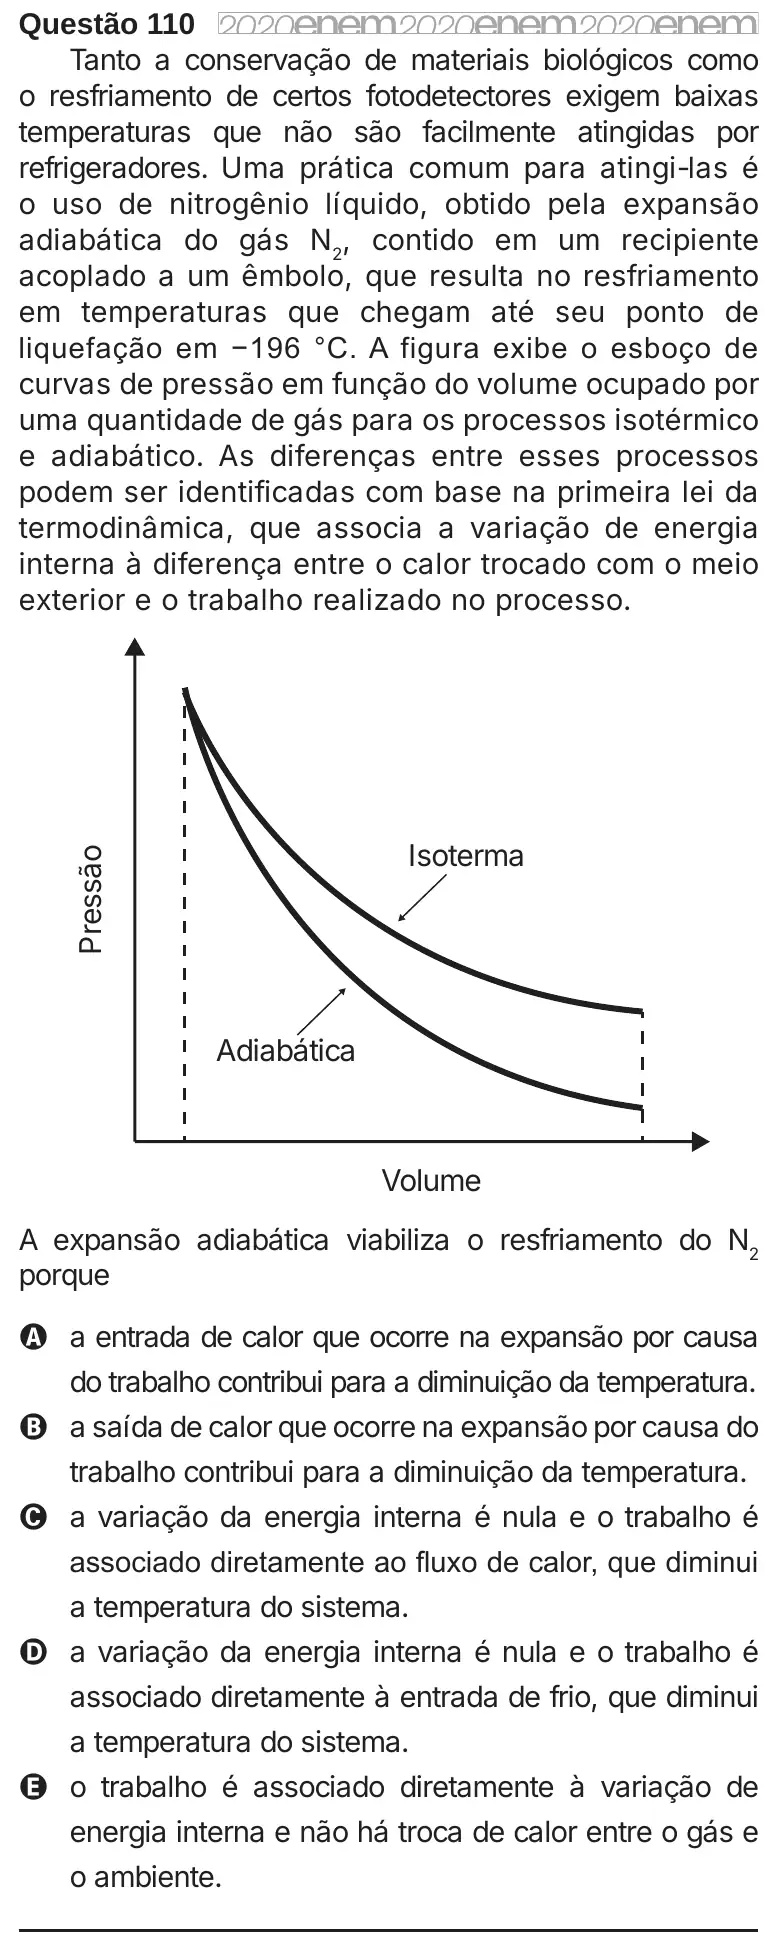 Questão 110 2020enem2020enem2020enem
Tanto a conservação de materiais biológicos como
o resfriamento de certos fotodetectores exigem baixas
temperaturas que não são facilmente atingidas por
refrigeradores. Uma prática comum para atingi-las é
o uso de nitrogênio líquido, obtido pela expansão
adiabática do gás N₂, contido em um recipiente
acoplado a um êmbolo, que resulta no resfriamento
em temperaturas que chegam até seu ponto de
liquefação em −196 °C. A figura exibe o esboço de
curvas de pressão em função do volume ocupado por
uma quantidade de gás para os processos isotérmico
e adiabático. As diferenças entre esses processos
podem ser identificadas com base na primeira lei da
termodinâmica, que associa a variação de energia
interna à diferença entre o calor trocado com o meio
exterior e o trabalho realizado no processo.
Pressão
Isoterma
Adiabática
Volume
A expansão adiabática viabiliza o resfriamento do N₂
porque
A a entrada de calor que ocorre na expansão por causa
do trabalho contribui para a diminuição da temperatura.
B a saída de calor que ocorre na expansão por causa do
trabalho contribui para a diminuição da temperatura.
C a variação da energia interna é nula e o trabalho é
associado diretamente ao fluxo de calor, que diminui
a temperatura do sistema.
D a variação da energia interna é nula e o trabalho é
associado diretamente à entrada de frio, que diminui
a temperatura do sistema.
E o trabalho é associado diretamente à variação de
energia interna e não há troca de calor entre o gás e
o ambiente.